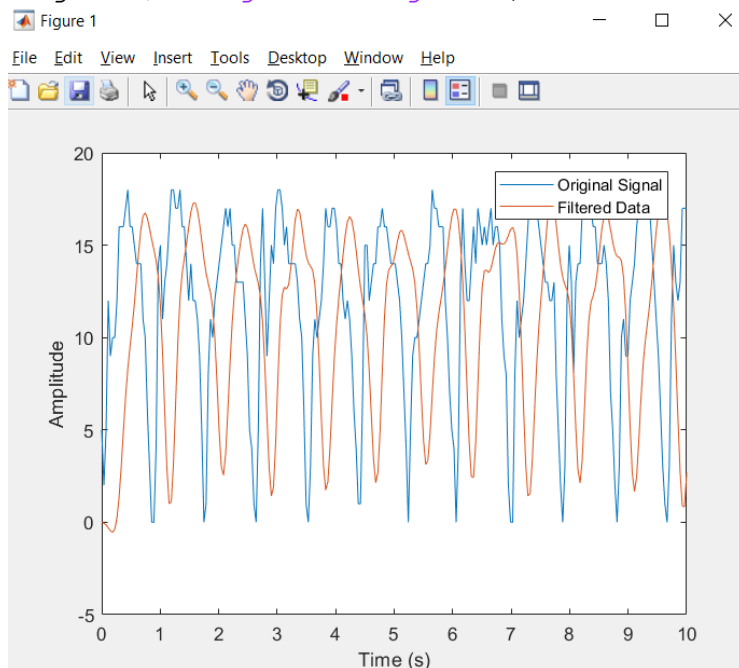 Figure 1
File Edit View Insert Tools Desktop Window Help
20
Original Signal
Filtered Data
15
10
Amplitude
5
0
-5
0 1 2 3 4 5 6 7 8 9 10
Time (s)